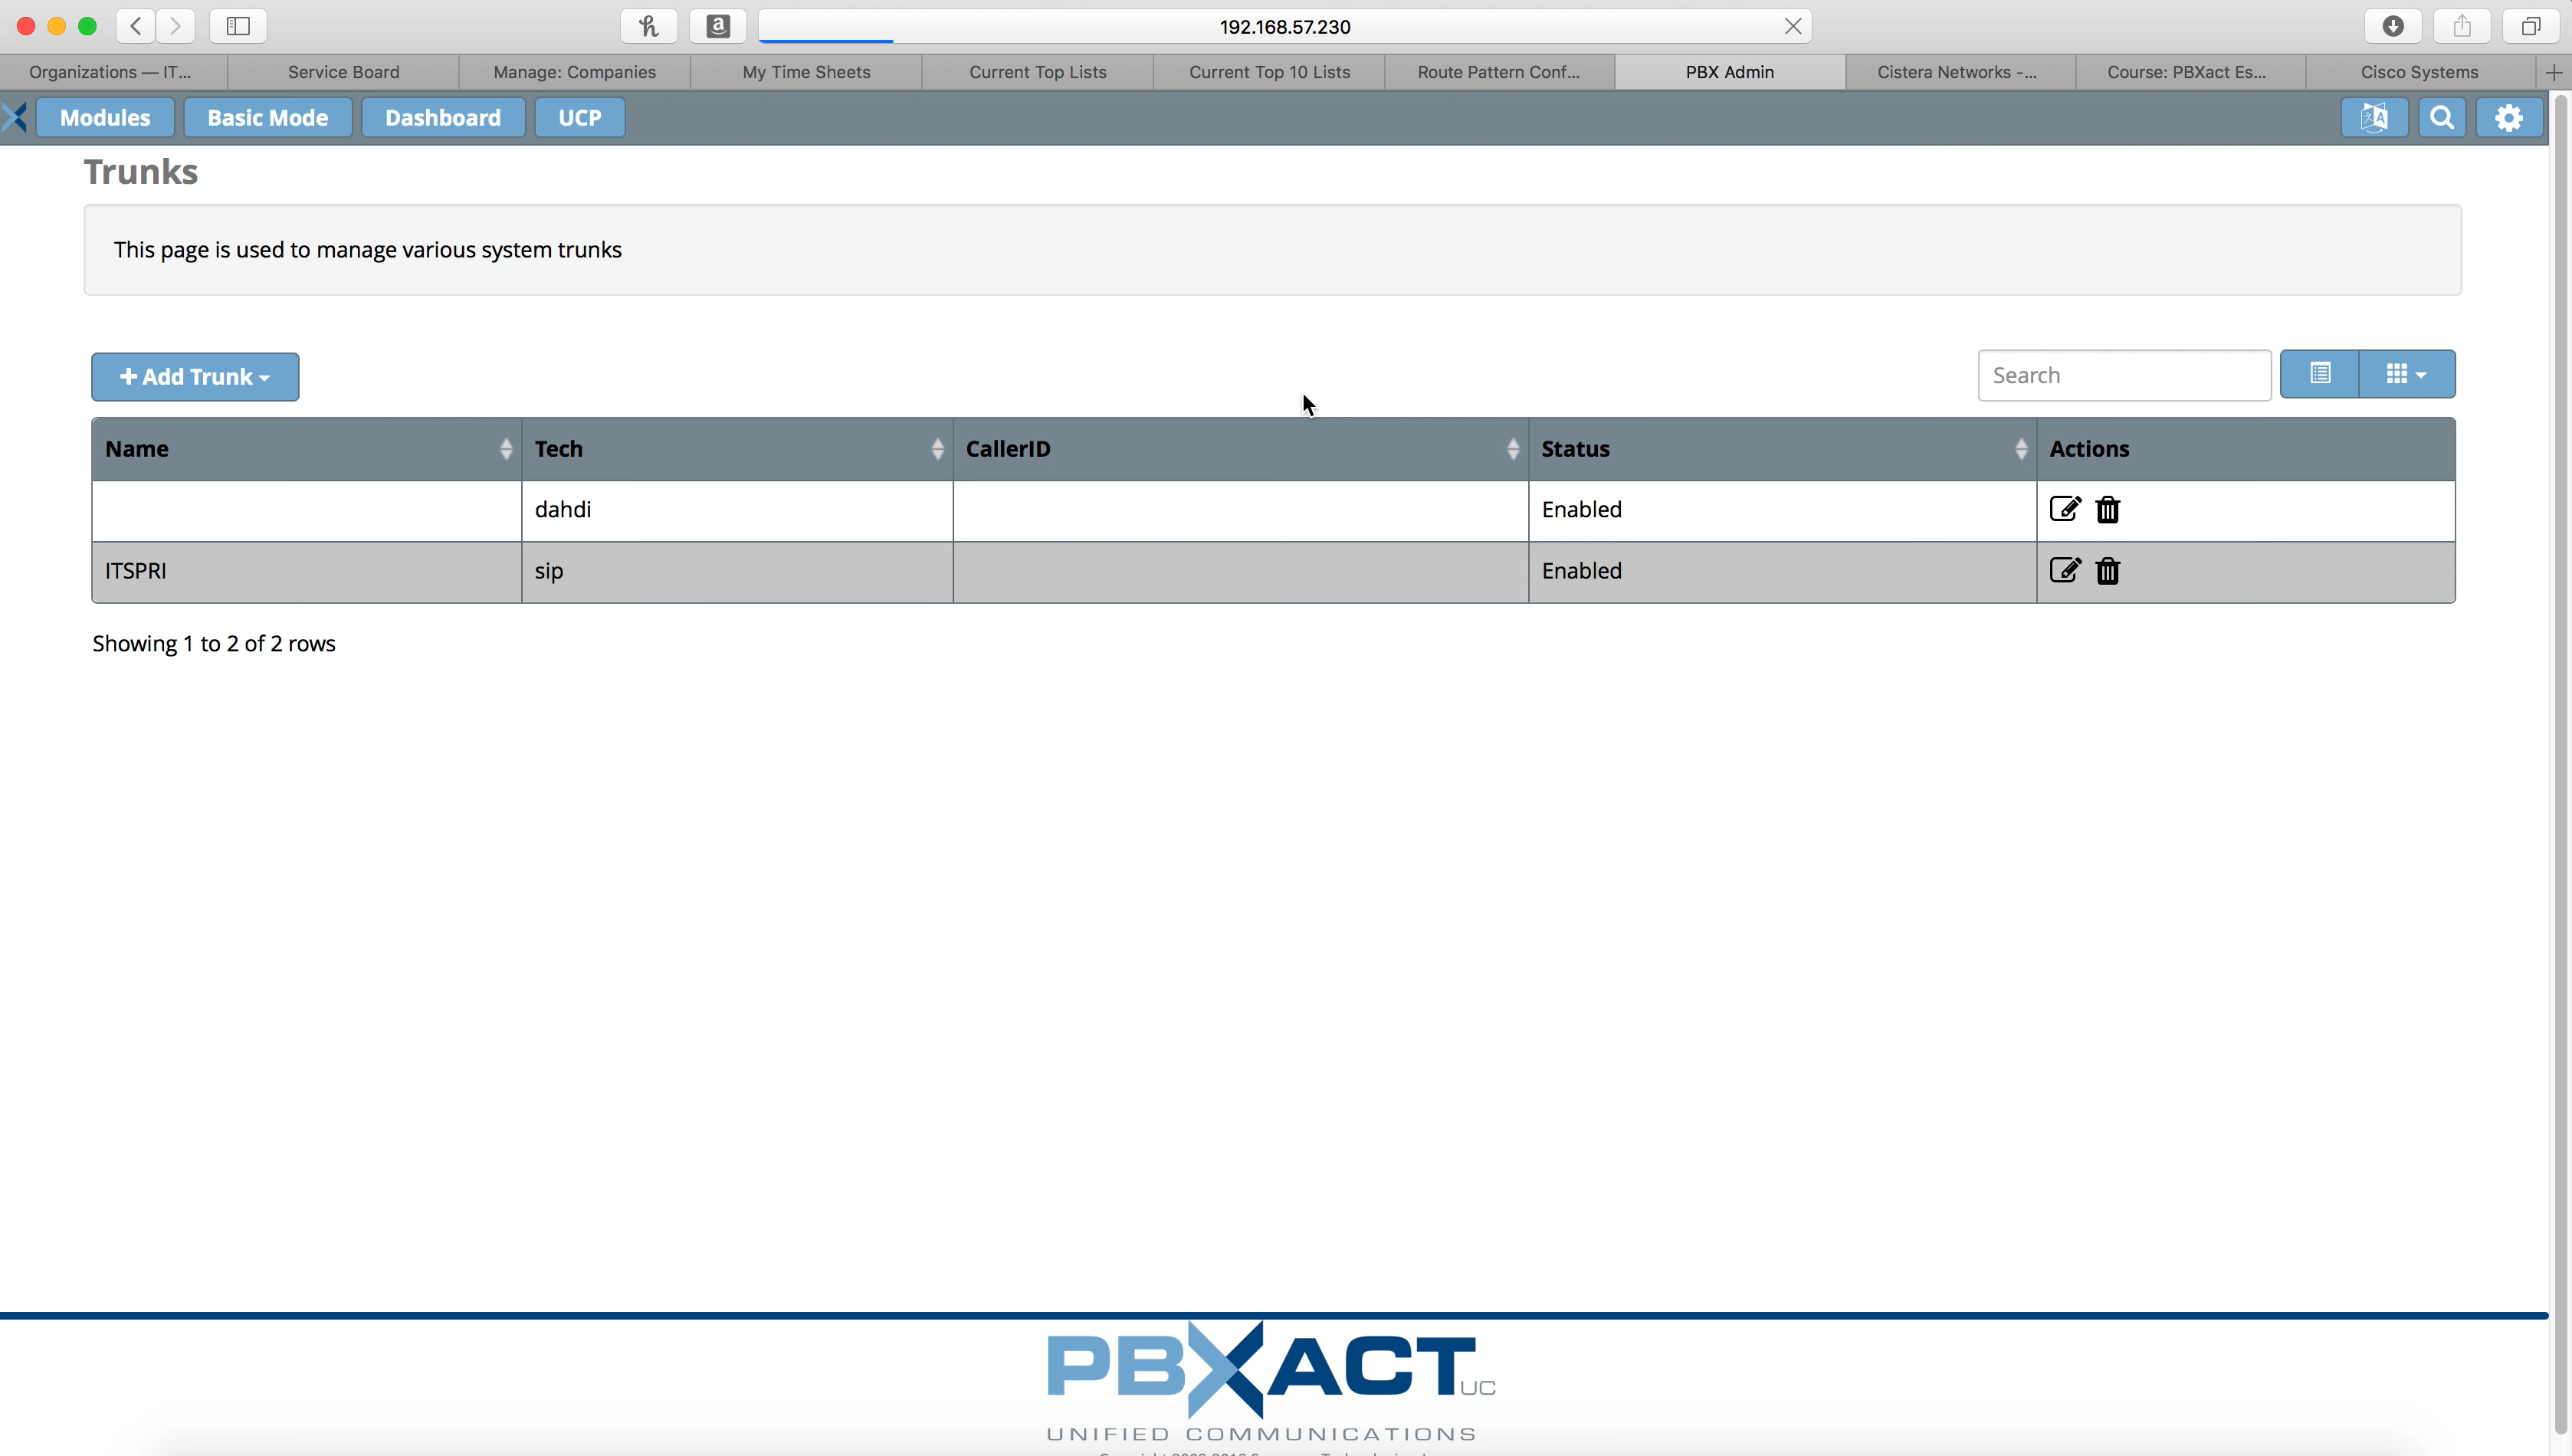 192.168.57.230
Organizations — IT... Service Board Manage: Companies My Time Sheets Current Top Lists Current Top 10 Lists Route Pattern Conf... PBX Admin Cistera Networks -... Course: PBXact Es... Cisco Systems
Modules Basic Mode Dashboard UCP
Trunks
This page is used to manage various system trunks
Add Trunk Search
Name Tech CallerID Status Actions
dahdi Enabled
ITSPRI sip Enabled
Showing 1 to 2 of 2 rows
PBXACT UC
UNIFIED COMMUNICATIONS